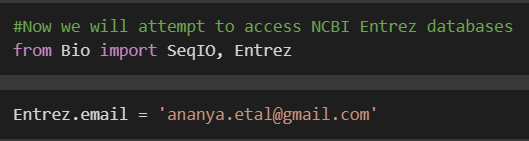 #Now we will attempt to access NCBI Entrez databases
from Bio import SeqIO, Entrez
Entrez.email = 'ananya.etal@gmail.com'